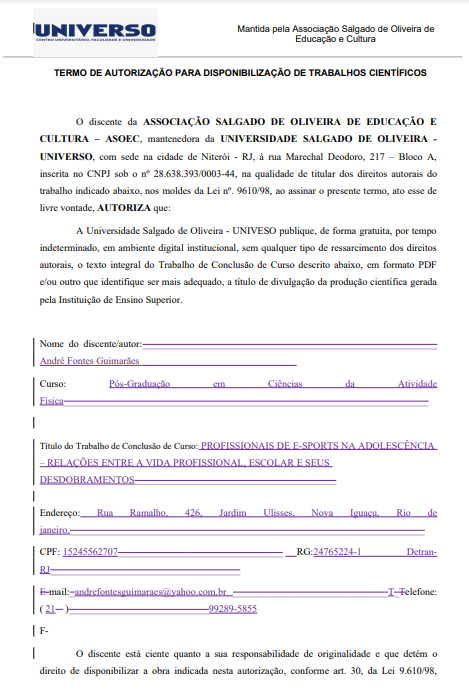 UNIVERSO
CENTRO UNIVERSITÁRIO, FACULDADE E UNIVERSIDADE
Mantida pela Associação Salgado de Oliveira de
Educação e Cultura
TERMO DE AUTORIZAÇÃO PARA DISPONIBILIZAÇÃO DE TRABALHOS CIENTÍFICOS
O discente da ASSOCIAÇÃO SALGADO DE OLIVEIRA DE EDUCAÇÃO E
CULTURA – ASOEC, mantenedora da UNIVERSIDADE SALGADO DE OLIVEIRA -
UNIVERSO, com sede na cidade de Niterói - RJ, à rua Marechal Deodoro, 217 – Bloco A,
inscrita no CNPJ sob o nº 28.638.393/0003-44, na qualidade de titular dos direitos autorais do
trabalho indicado abaixo, nos moldes da Lei nº. 9610/98, ao assinar o presente termo, ato esse de
livre vontade, AUTORIZA que:
A Universidade Salgado de Oliveira - UNIVESO publique, de forma gratuita, por tempo
indeterminado, em ambiente digital institucional, sem qualquer tipo de ressarcimento dos direitos
autorais, o texto integral do Trabalho de Conclusão de Curso descrito abaixo, em formato PDF
e/ou outro que identifique ser mais adequado, a título de divulgação da produção científica gerada
pela Instituição de Ensino Superior.
Nome do discente/autor:
André Fontes Guimarães
Curso: Pós-Graduação em Ciências da Atividade
Física
Título do Trabalho de Conclusão de Curso: PROFISSIONAIS DE E-SPORTS NA ADOLESCÊNCIA
– RELAÇÕES ENTRE A VIDA PROFISSIONAL, ESCOLAR E SEUS
DESDOBRAMENTOS
Endereço: Rua Ramalho, 426, Jardim Ulisses, Nova Iguaçu, Rio de
janeiro.
CPF: 15245562707 RG:24765224-1 Detran-
RJ
E-mail: andrefontesguimaraes@yahoo.com.br T Telefone:
( 21 ) 99289-5855
F-
O discente está ciente quanto a sua responsabilidade de originalidade e que detém o
direito de disponibilizar a obra indicada nesta autorização, conforme art. 30, da Lei 9.610/98,